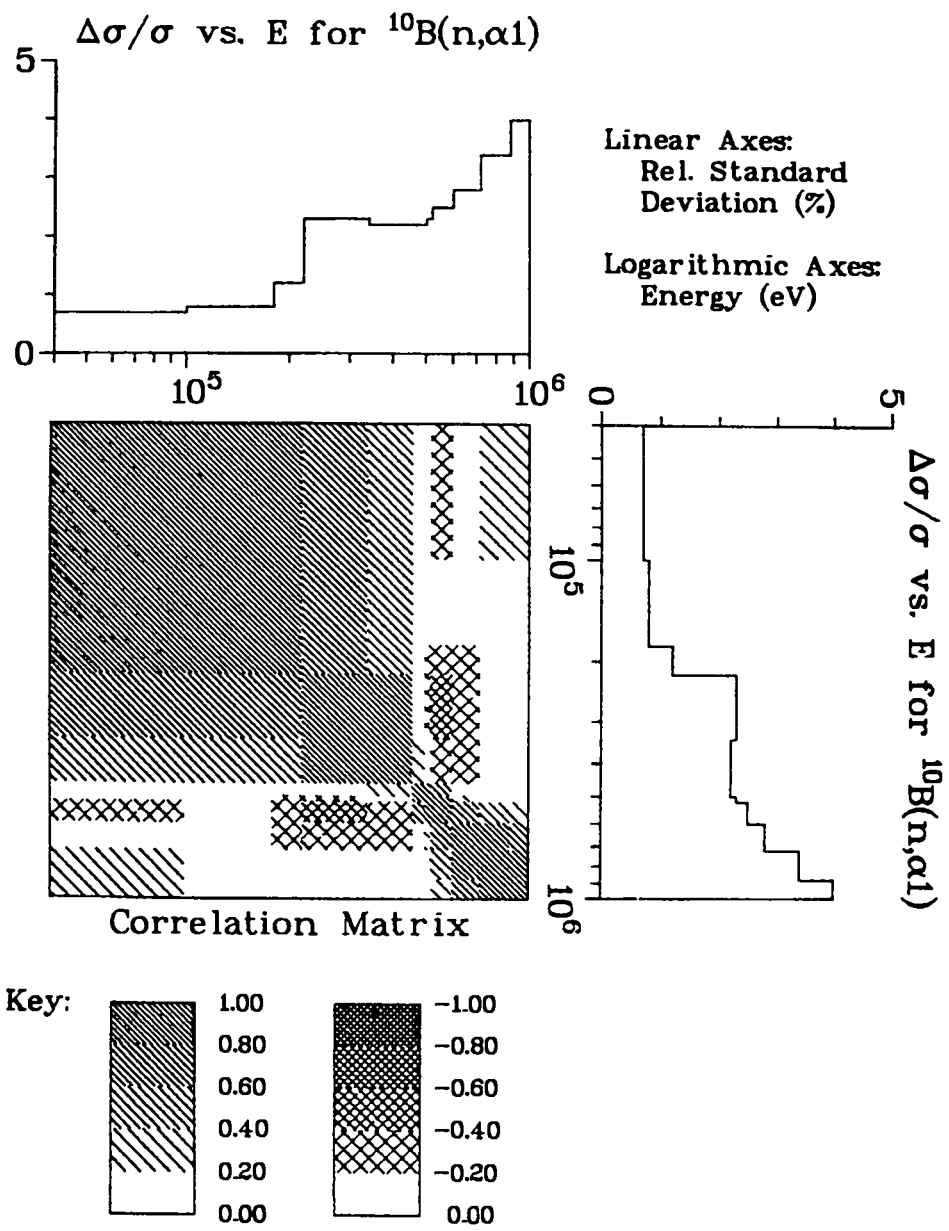 Δσ/σ vs. E for ¹⁰B(n,α1)
5
0
10⁵
10⁶
Linear Axes:
Rel. Standard
Deviation (%)
Logarithmic Axes:
Energy (eV)
0
5
10⁵
10⁶
Δσ/σ vs. E for ¹⁰B(n,α1)
Correlation Matrix
Key:
1.00
0.80
0.60
0.40
0.20
0.00
-1.00
-0.80
-0.60
-0.40
-0.20
0.00